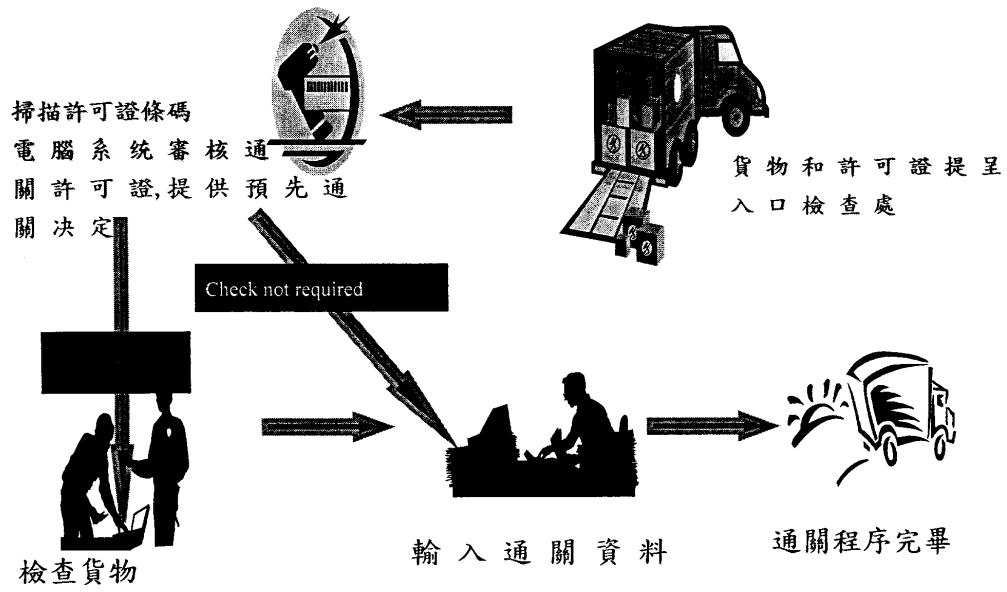 掃描許可證條碼
電腦系统審核通
關許可證,提供預先通
關决定
貨物和許可證提呈
入口檢查處
Check not required
檢查貨物
輸入通關資料
通關程序完畢